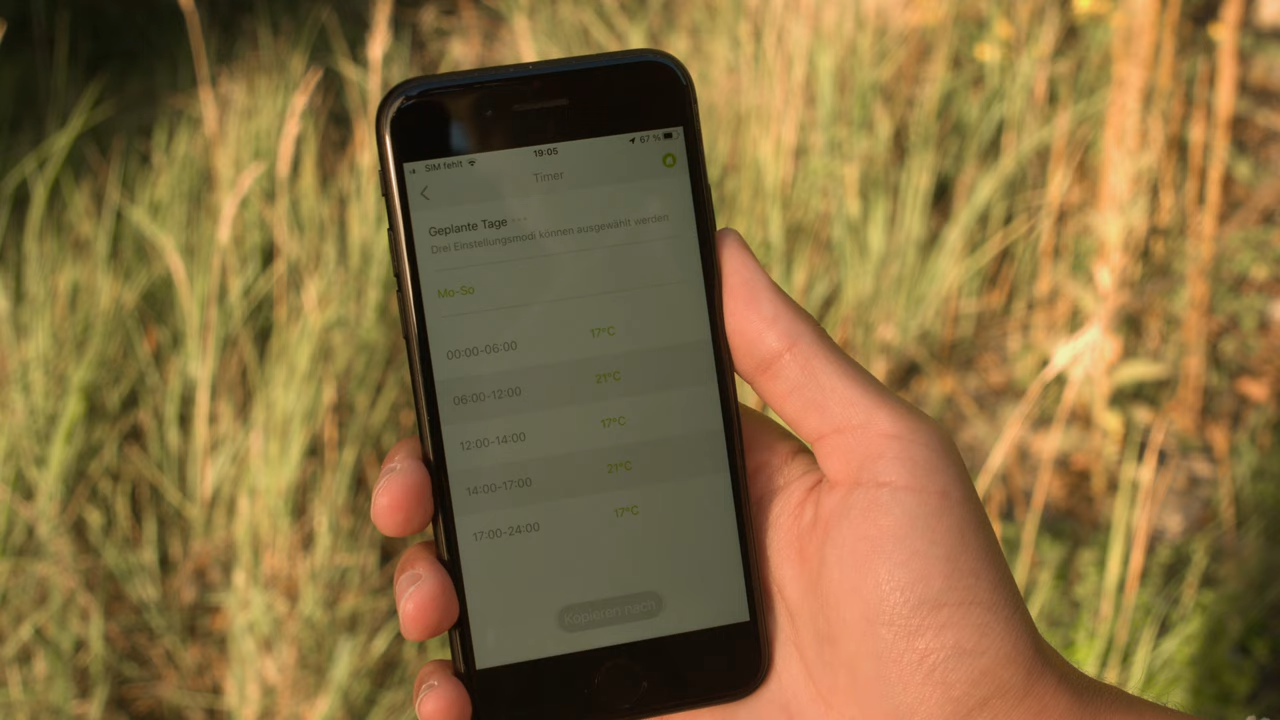 SIM fehlt 19:05 67 %
Timer
Geplante Tage ···
Drei Einstellungsmodi können ausgewählt werden
Mo-So
00:00-06:00 17°C
06:00-12:00 21°C
12:00-14:00 17°C
14:00-17:00 21°C
17:00-24:00 17°C
Kopieren nach